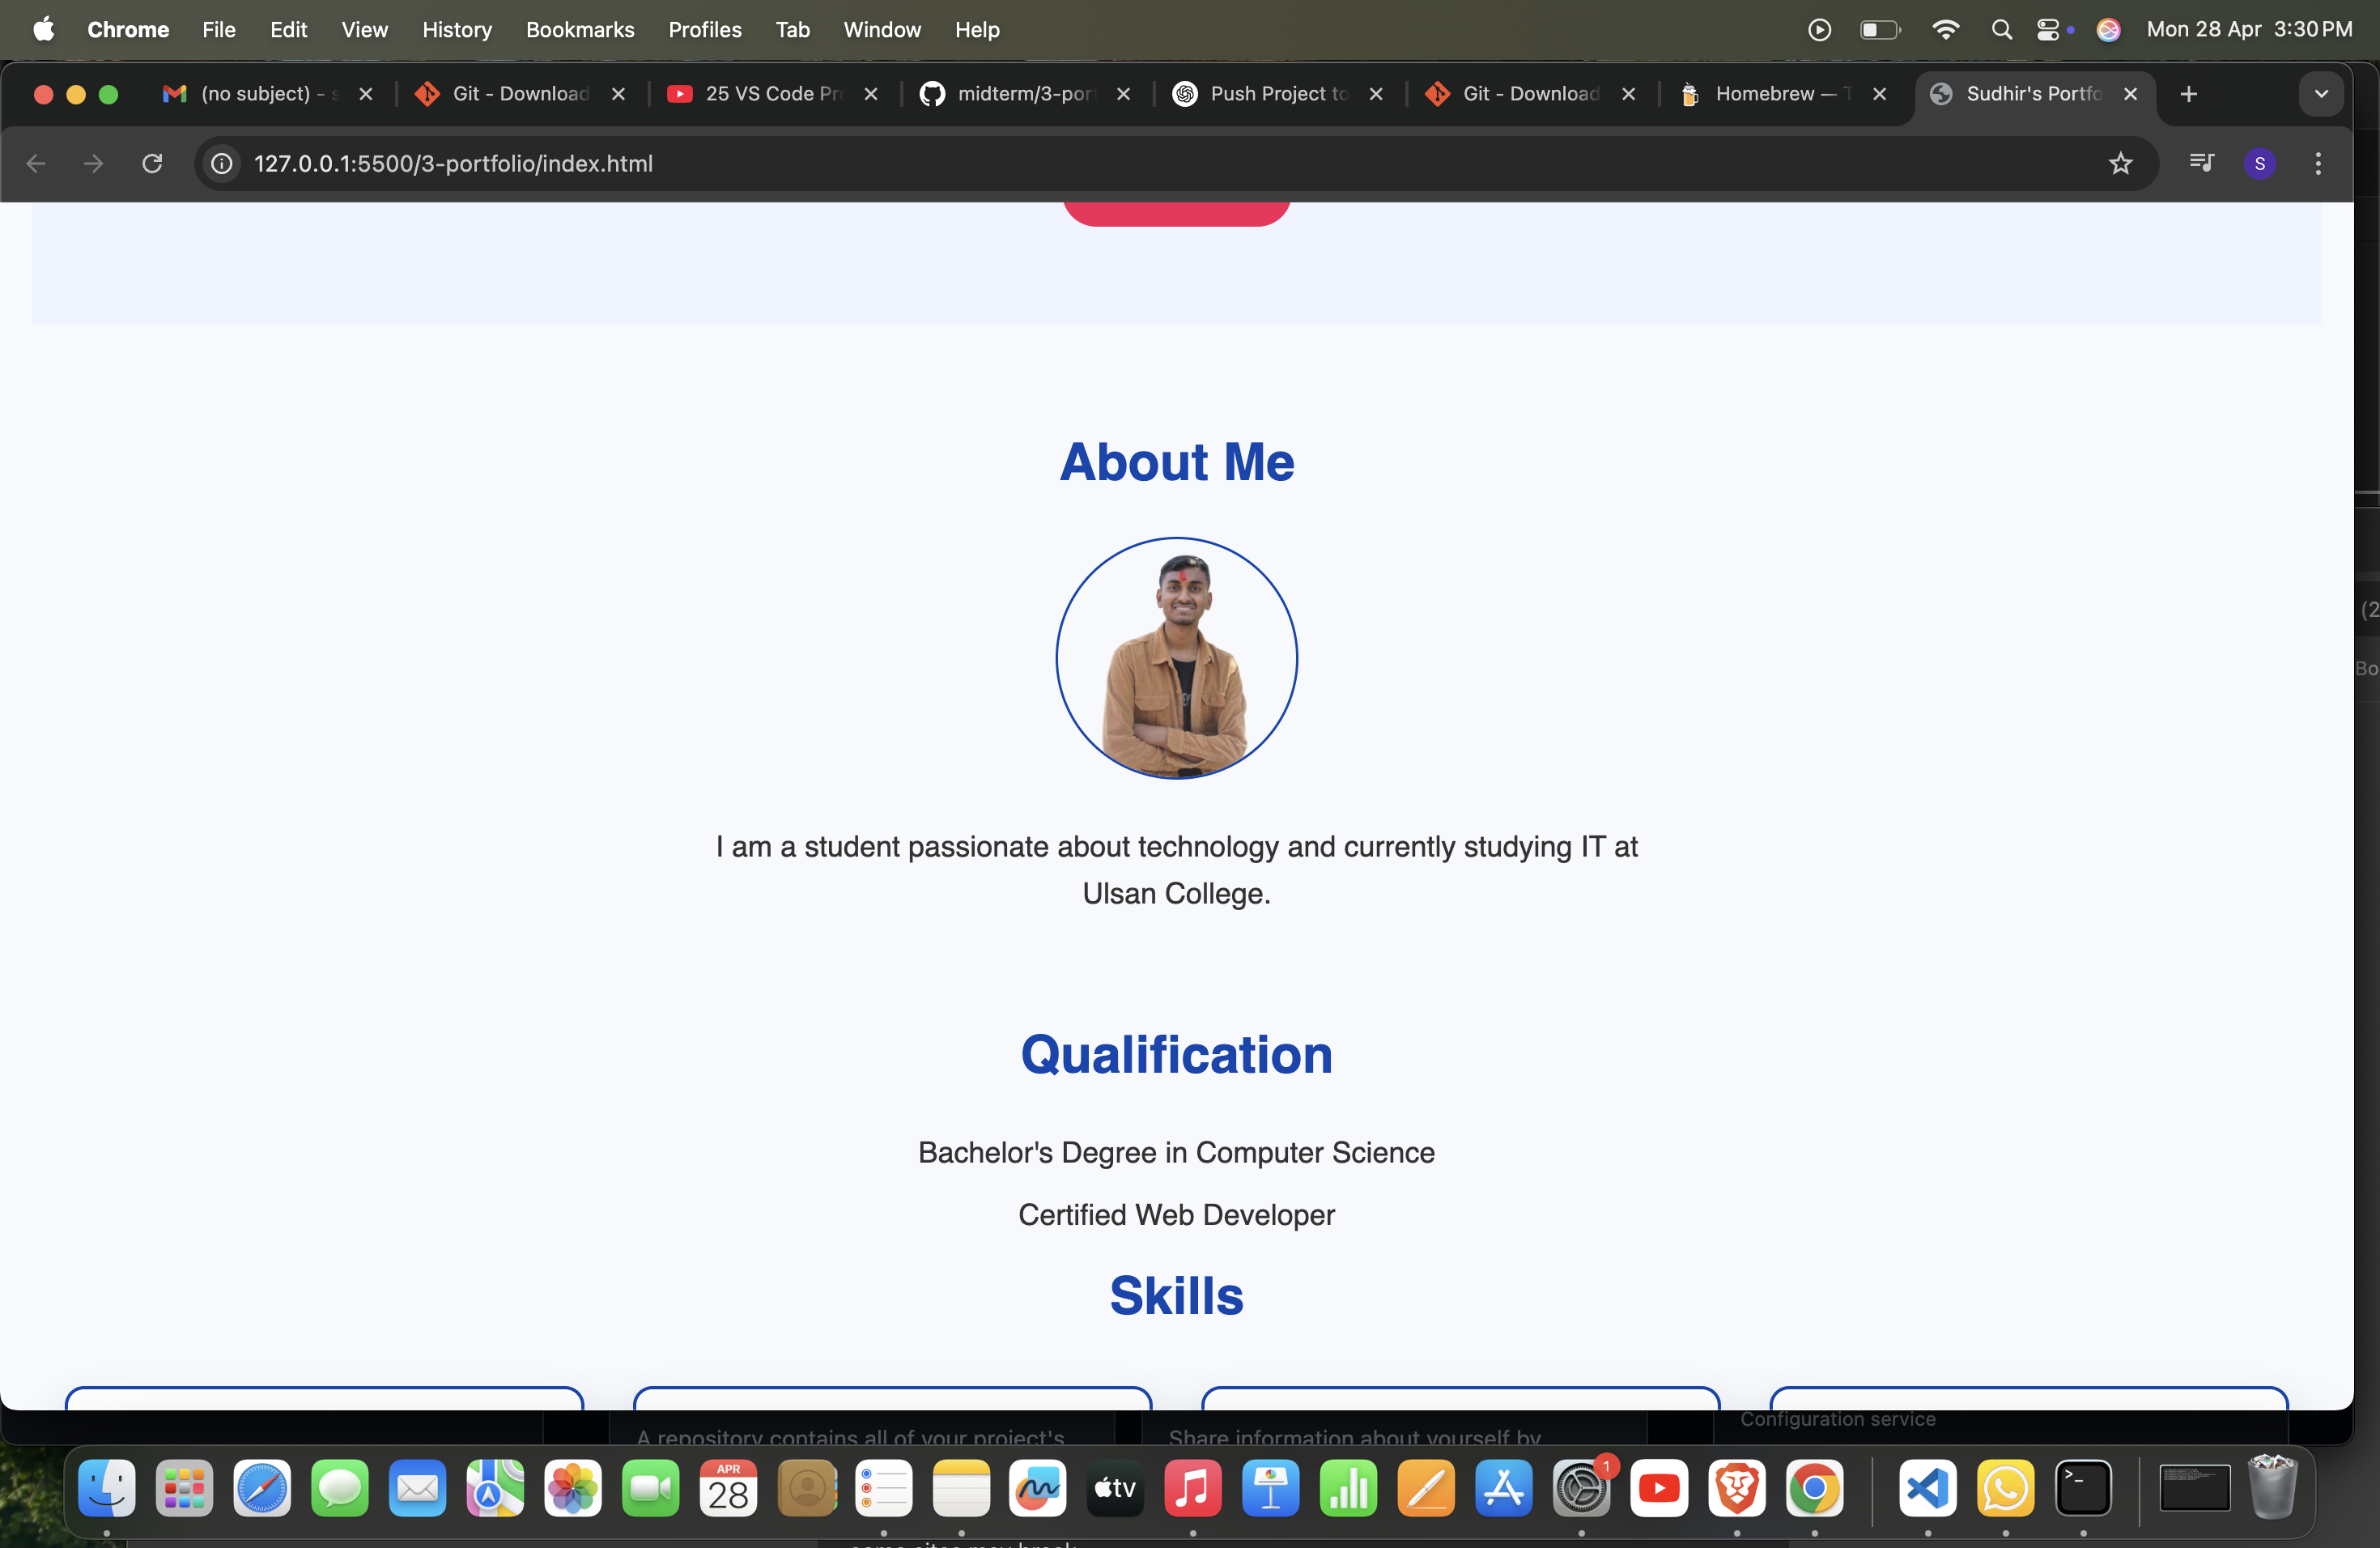 Chrome File Edit View History Bookmarks Profiles Tab Window Help Mon 28 Apr 3:30 PM
(no subject) - Git - Download 25 VS Code midterm/3-por Push Project to Git - Download Homebrew — Sudhir's Portfo
127.0.0.1:5500/3-portfolio/index.html S
About Me
I am a student passionate about technology and currently studying IT at
Ulsan College.
Qualification
Bachelor's Degree in Computer Science
Certified Web Developer
Skills
Configuration service
A repository contains all of your project's Share information about yourself by
APR
28
tv
1